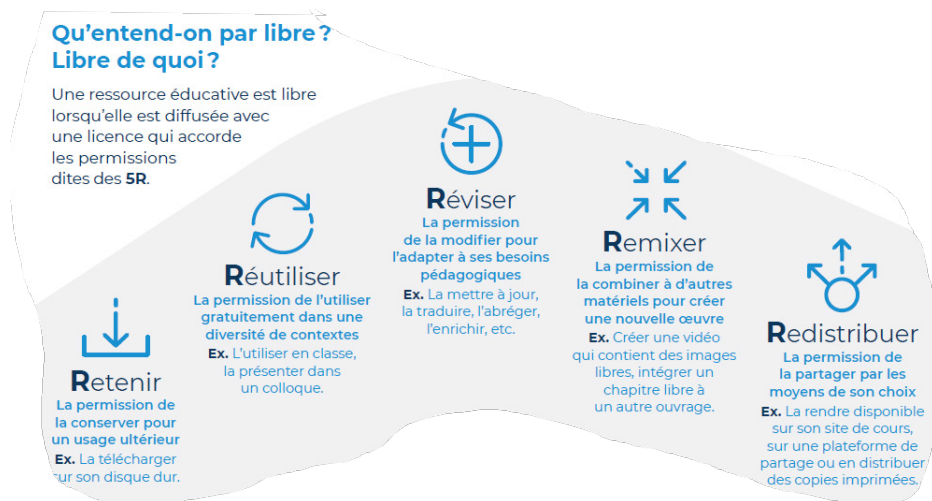 Qu'entend-on par libre ?
Libre de quoi ?
Une ressource éducative est libre
lorsqu'elle est diffusée avec
une licence qui accorde
les permissions
dites des 5R.
Retenir
La permission de
la conserver pour
un usage ultérieur
Ex. La télécharger
sur son disque dur.
Réutiliser
La permission de l'utiliser
gratuitement dans une
diversité de contextes
Ex. L'utiliser en classe,
la présenter dans
un colloque.
Réviser
La permission
de la modifier pour
l'adapter à ses besoins
pédagogiques
Ex. La mettre à jour,
la traduire, l'abréger,
l'enrichir, etc.
Remixer
La permission de
la combiner à d'autres
matériels pour créer
une nouvelle œuvre
Ex. Créer une vidéo
qui contient des images
libres, intégrer un
chapitre libre à
un autre ouvrage.
Redistribuer
La permission de
la partager par les
moyens de son choix
Ex. La rendre disponible
sur son site de cours,
sur une plateforme de
partage ou en distribuer
des copies imprimées.